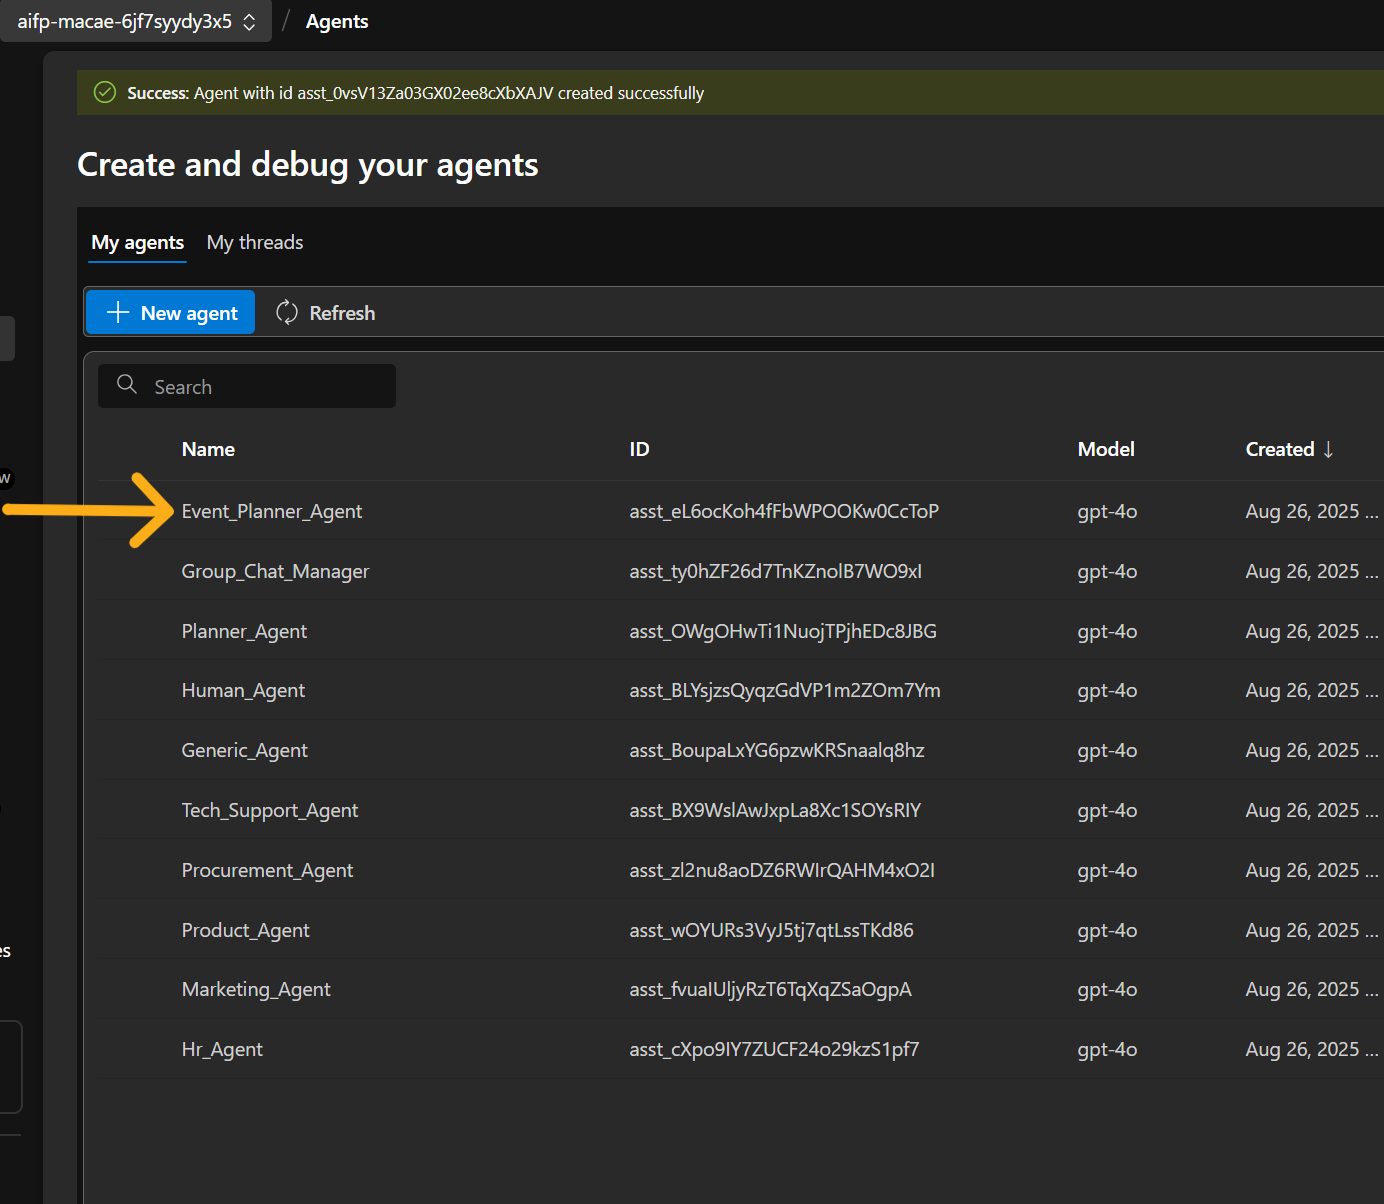 aifp-macae-6jf7syydy3x5 / Agents
Success: Agent with id asst_0vsV13Za03GX02ee8cXbXAJV created successfully
Create and debug your agents
My agents My threads
New agent Refresh
Search
Name ID Model Created ↓
w
Event_Planner_Agent asst_eL6ocKoh4fFbWPOOKw0CcToP gpt-4o Aug 26, 2025 ...
Group_Chat_Manager asst_ty0hZF26d7TnKZnolB7WO9xI gpt-4o Aug 26, 2025 ...
Planner_Agent asst_OWgOHwTi1NuojTPjhEDc8JBG gpt-4o Aug 26, 2025 ...
Human_Agent asst_BLYsjzsQyqzGdVP1m2ZOm7Ym gpt-4o Aug 26, 2025 ...
Generic_Agent asst_BoupaLxYG6pzwKRSnaalq8hz gpt-4o Aug 26, 2025 ...
Tech_Support_Agent asst_BX9WslAwJxpLa8Xc1SOYsRIY gpt-4o Aug 26, 2025 ...
Procurement_Agent asst_zl2nu8aoDZ6RWIrQAHM4xO2I gpt-4o Aug 26, 2025 ...
Product_Agent asst_wOYURs3VyJ5tj7qtLssTKd86 gpt-4o Aug 26, 2025 ...
es
Marketing_Agent asst_fvuaIUljyRzT6TqXqZSaOgpA gpt-4o Aug 26, 2025 ...
Hr_Agent asst_cXpo9IY7ZUCF24o29kzS1pf7 gpt-4o Aug 26, 2025 ...